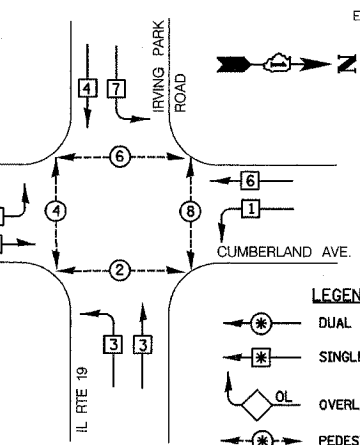 E
4
7
IRVING PARK
ROAD
N
6
6
4
8
1
CUMBERLAND AVE.
2
LEGEN
3
3
DUAL
SINGL
IL RTE 19
OL
OVERL
PEDES